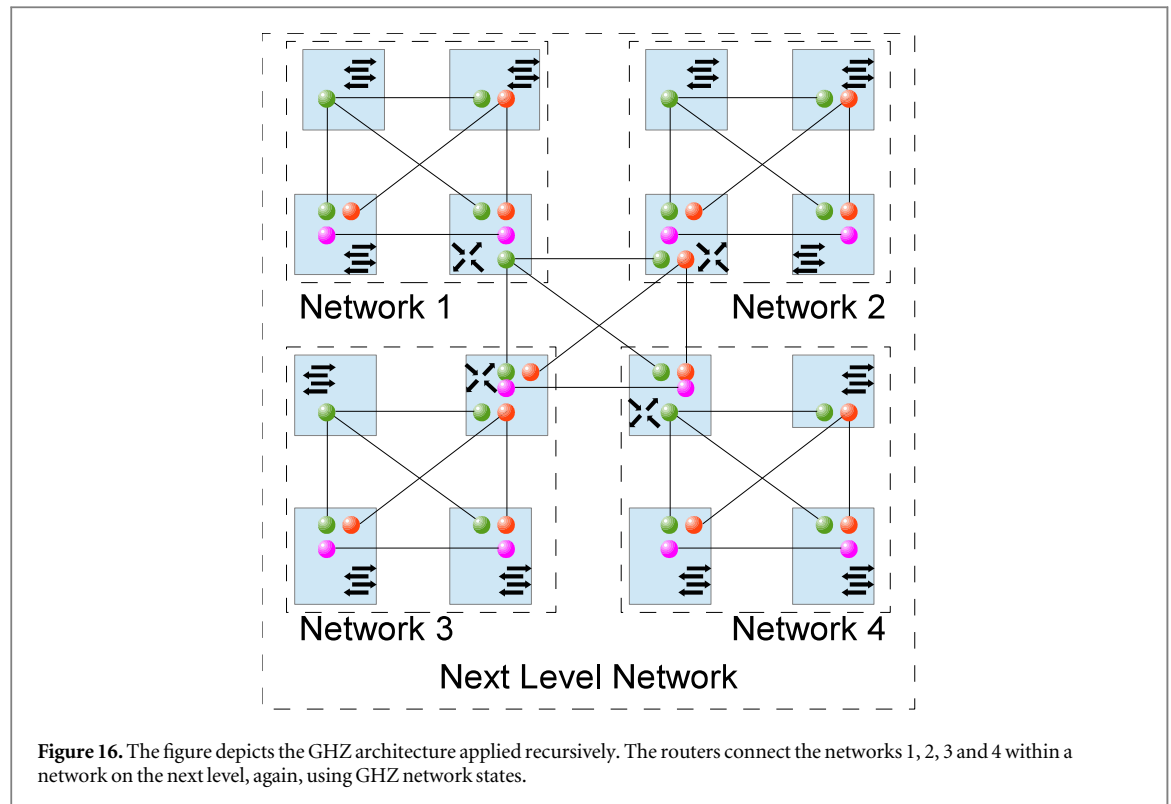 Network 1
Network 2
Network 3
Network 4
Next Level Network
Figure 16. The figure depicts the GHZ architecture applied recursively. The routers connect the networks 1, 2, 3 and 4 within a
network on the next level, again, using GHZ network states.